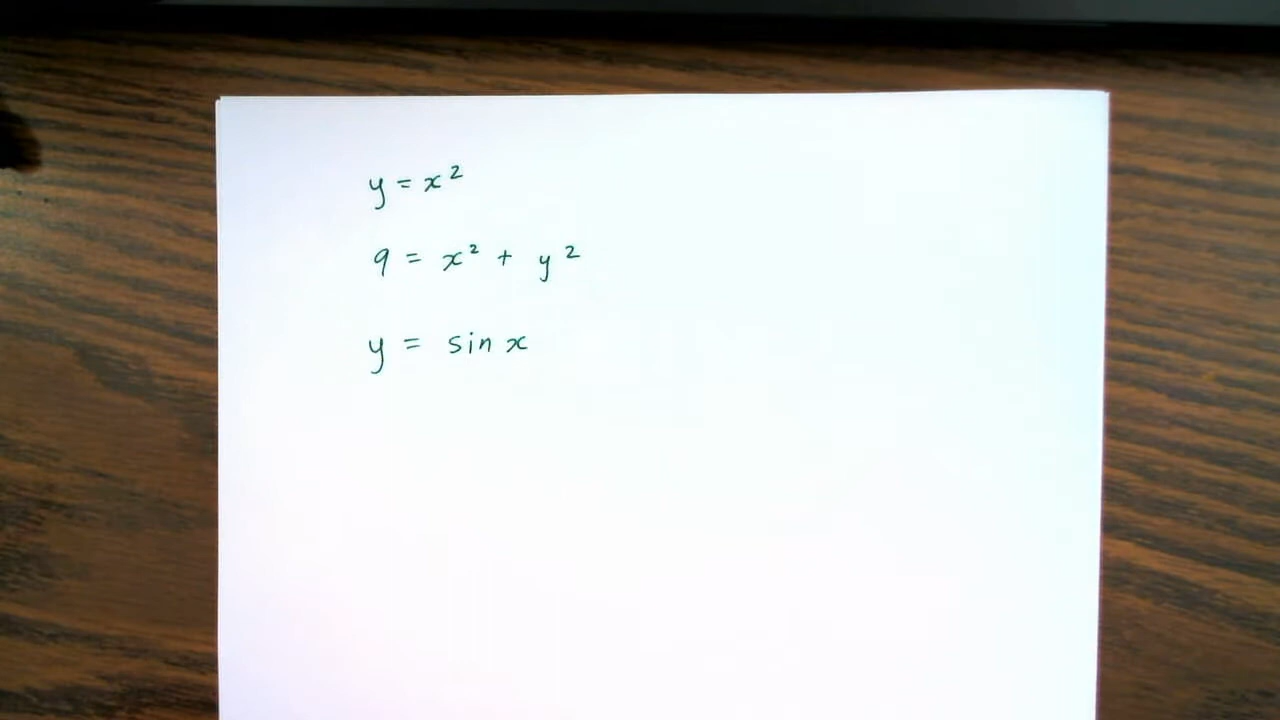 y = x²
9 = x² + y²
y = sin x